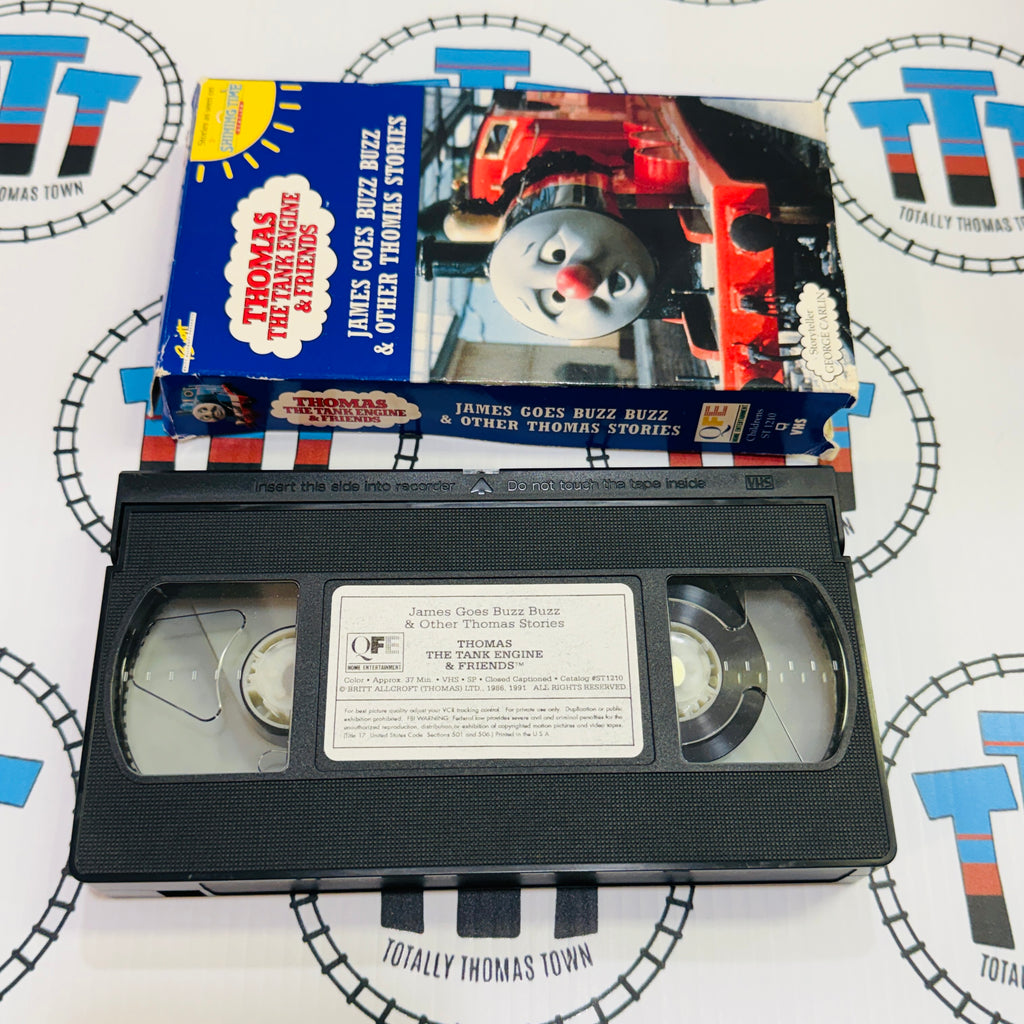 TOTALLY THOMAS TOWN
TOTALLY THOMAS TOWN
Stories as seen on
SHINING TIME
STATION
THOMAS
THE TANK ENGINE
& FRIENDS
JAMES GOES BUZZ BUZZ
& OTHER THOMAS STORIES
Britt
Storyteller
GEORGE CARLIN
THOMAS
THE TANK ENGINE
& FRIENDS
JAMES GOES BUZZ BUZZ
& OTHER THOMAS STORIES
QFE
HOME ENTERTAINMENT
Childrens
ST 1210
VHS
Insert this side into recorder
Do not touch the tape inside
VHS
James Goes Buzz Buzz
& Other Thomas Stories
QFE
HOME ENTERTAINMENT
THOMAS
THE TANK ENGINE
& FRIENDS™
Color • Approx. 37 Min. • VHS • SP • Closed Captioned • Catalog #ST1210
© BRITT ALLCROFT (THOMAS) LTD., 1986, 1991 ALL RIGHTS RESERVED
For best picture quality adjust your VCR tracking control. For private use only. Duplication or public
exhibition prohibited. FBI WARNING: Federal law provides severe civil and criminal penalties for the
unauthorized reproduction, distribution or exhibition of copyrighted motion pictures and video tapes.
(Title 17, United States Code, Sections 501 and 506.) Printed in the U.S.A.
TOWN
TOTALLY THOMAS TOWN
TOTA